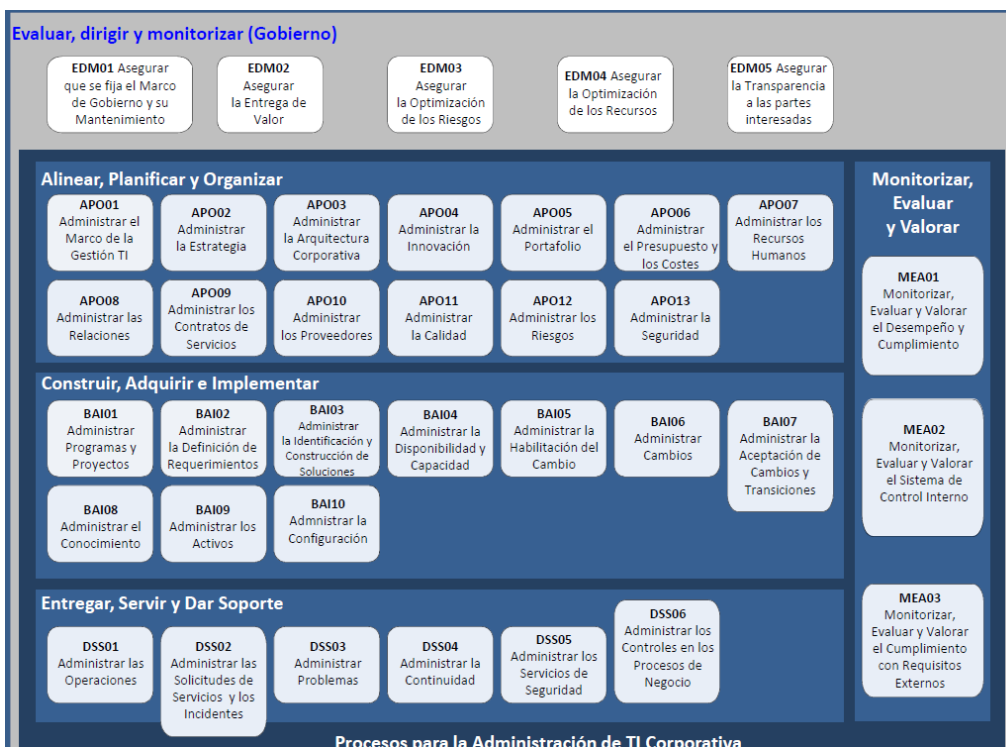 Evaluar, dirigir y monitorizar (Gobierno)
EDM01 Asegurar
que se fija el Marco
de Gobierno y su
Mantenimiento
EDM02
Asegurar
la Entrega de
Valor
EDM03
Asegurar
la Optimización
de los Riesgos
EDM04 Asegurar
la Optimización
de los Recursos
EDM05 Asegurar
la Transparencia
a las partes
interesadas
Alinear, Planificar y Organizar
APO01
Administrar el
Marco de la
Gestión TI
APO02
Administrar
la Estrategia
APO03
Administrar
la Arquitectura
Corporativa
APO04
Administrar la
Innovación
APO05
Administrar el
Portafolio
APO06
Administrar
el Presupuesto y
los Costes
APO07
Administrar los
Recursos
Humanos
APO08
Administrar las
Relaciones
APO09
Administrar los
Contratos de
Servicios
APO10
Administrar
los Proveedores
APO11
Administrar
la Calidad
APO12
Administrar los
Riesgos
APO13
Administrar la
Seguridad
Construir, Adquirir e Implementar
BAI01
Administrar
Programas y
Proyectos
BAI02
Administrar
la Definición de
Requerimientos
BAI03
Administrar
la Identificación y
Construcción de
Soluciones
BAI04
Administrar la
Disponibilidad y
Capacidad
BAI05
Administrar la
Habilitación del
Cambio
BAI06
Administrar
Cambios
BAI07
Administrar la
Aceptación de
Cambios y
Transiciones
BAI08
Administrar el
Conocimiento
BAI09
Administrar los
Activos
BAI10
Admnistrar la
Configuración
Entregar, Servir y Dar Soporte
DSS01
Administrar las
Operaciones
DSS02
Administrar las
Solicitudes de
Servicios y los
Incidentes
DSS03
Administrar
Problemas
DSS04
Administrar la
Continuidad
DSS05
Administrar los
Servicios de
Seguridad
DSS06
Administrar los
Controles en los
Procesos de
Negocio
Monitorizar,
Evaluar
y Valorar
MEA01
Monitorizar,
Evaluar y Valorar
el Desempeño y
Cumplimiento
MEA02
Monitorizar,
Evaluar y Valorar
el Sistema de
Control Interno
MEA03
Monitorizar,
Evaluar y Valorar
el Cumplimiento
con Requisitos
Externos
Procesos para la Administración de TI Corporativa